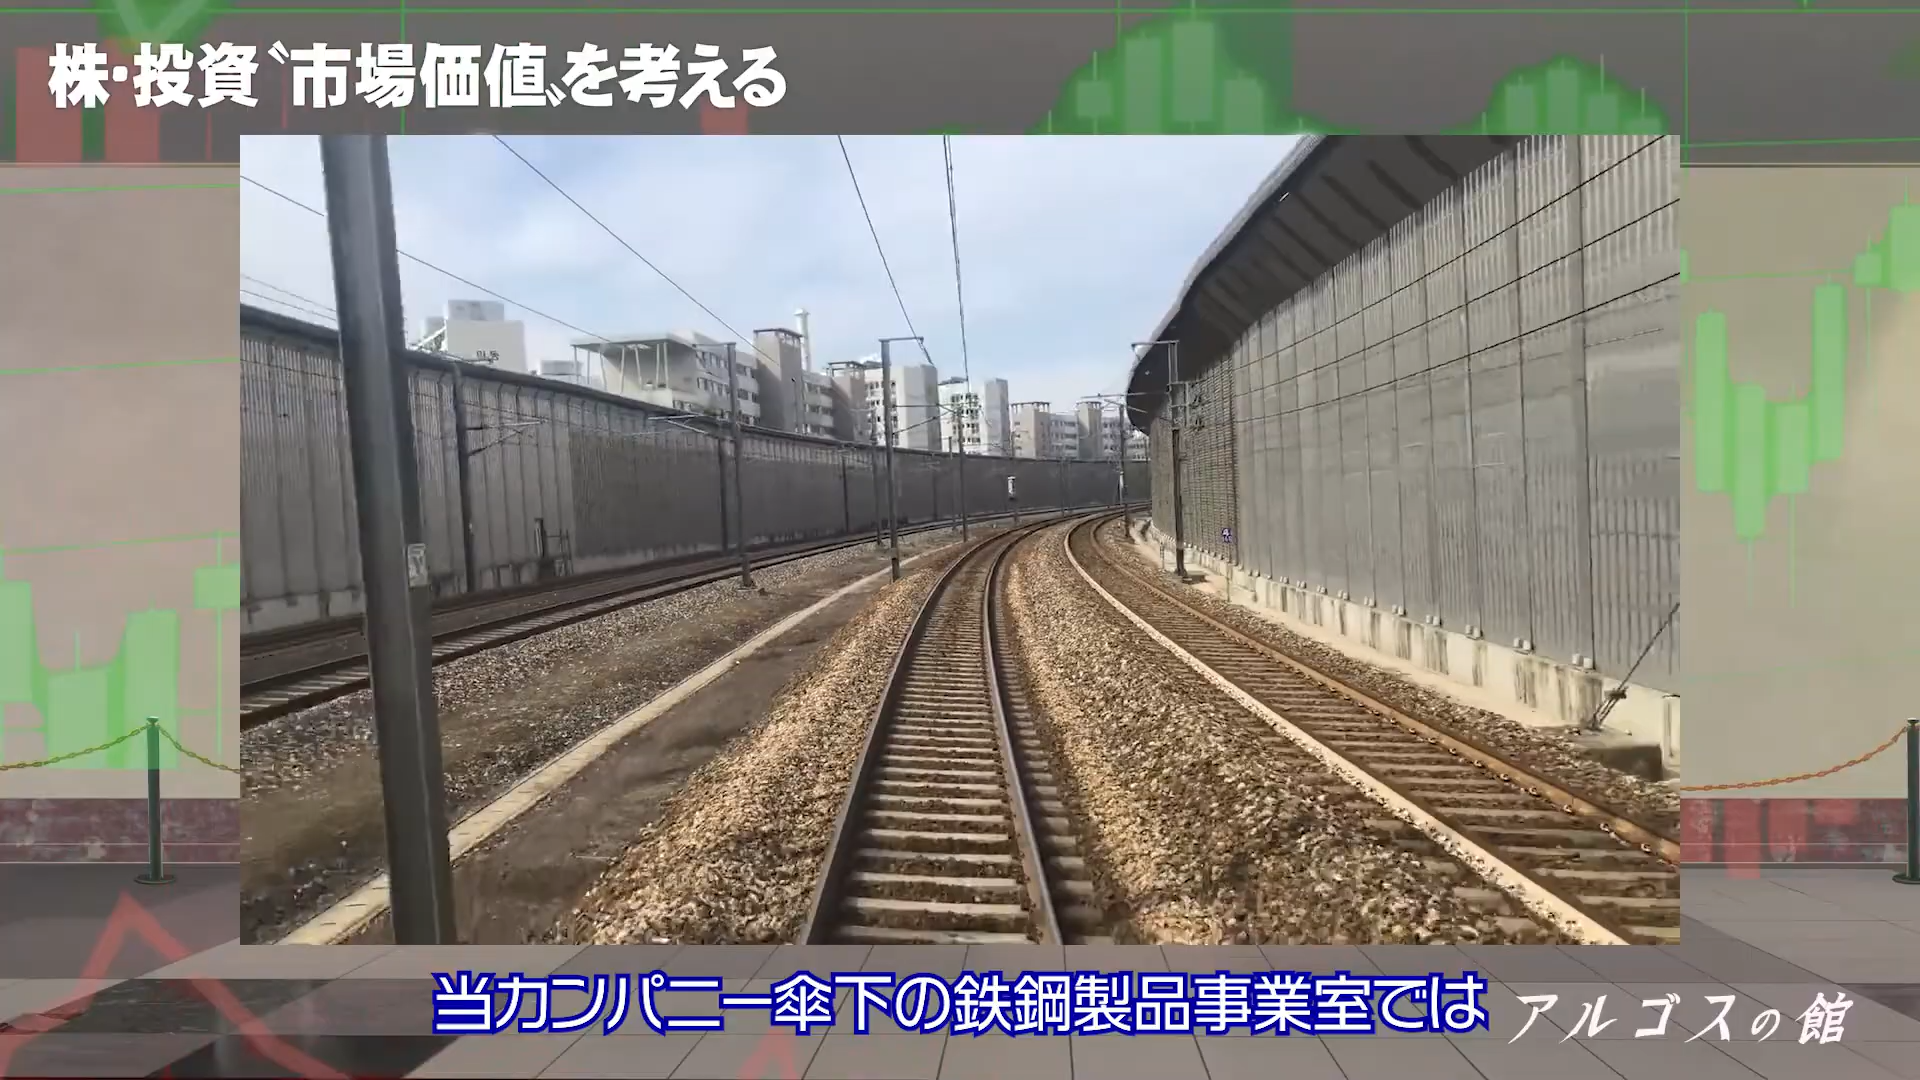 株・投資〝市場価値〟を考える
当カンパニー傘下の鉄鋼製品事業室では
アルゴスの館